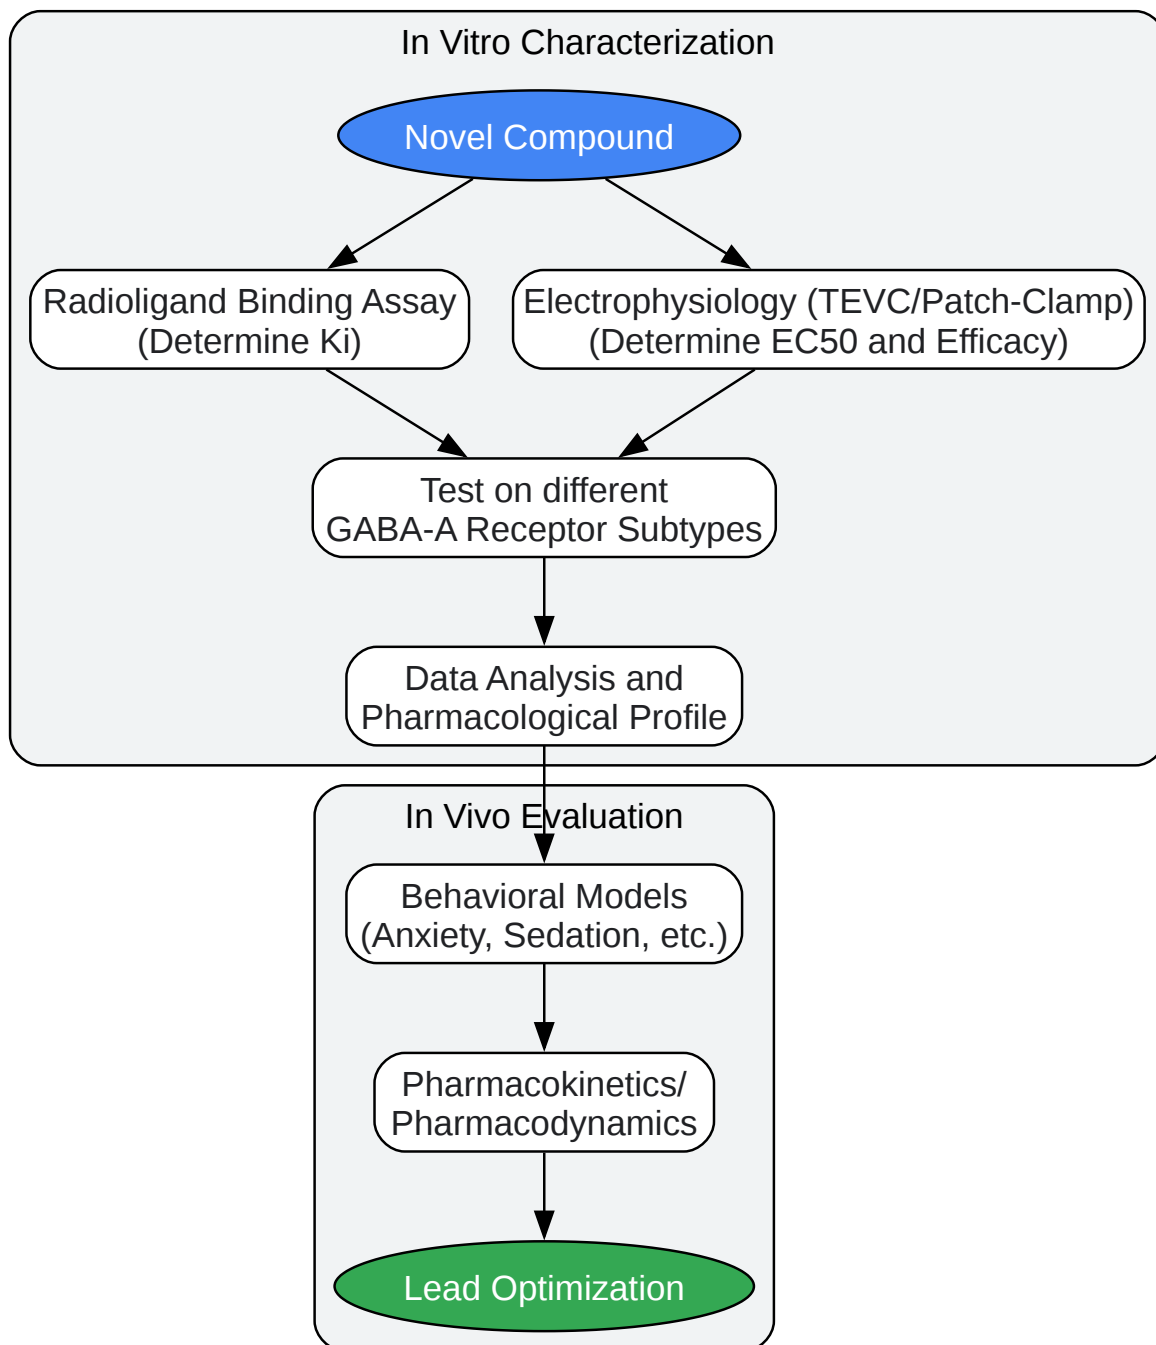 In Vitro Characterization
Novel Compound
Radioligand Binding Assay
(Determine Ki)
Electrophysiology (TEVC/Patch-Clamp)
(Determine EC50 and Efficacy)
Test on different
GABA-A Receptor Subtypes
Data Analysis and
Pharmacological Profile
In Vivo Evaluation
Behavioral Models
(Anxiety, Sedation, etc.)
Pharmacokinetics/
Pharmacodynamics
Lead Optimization